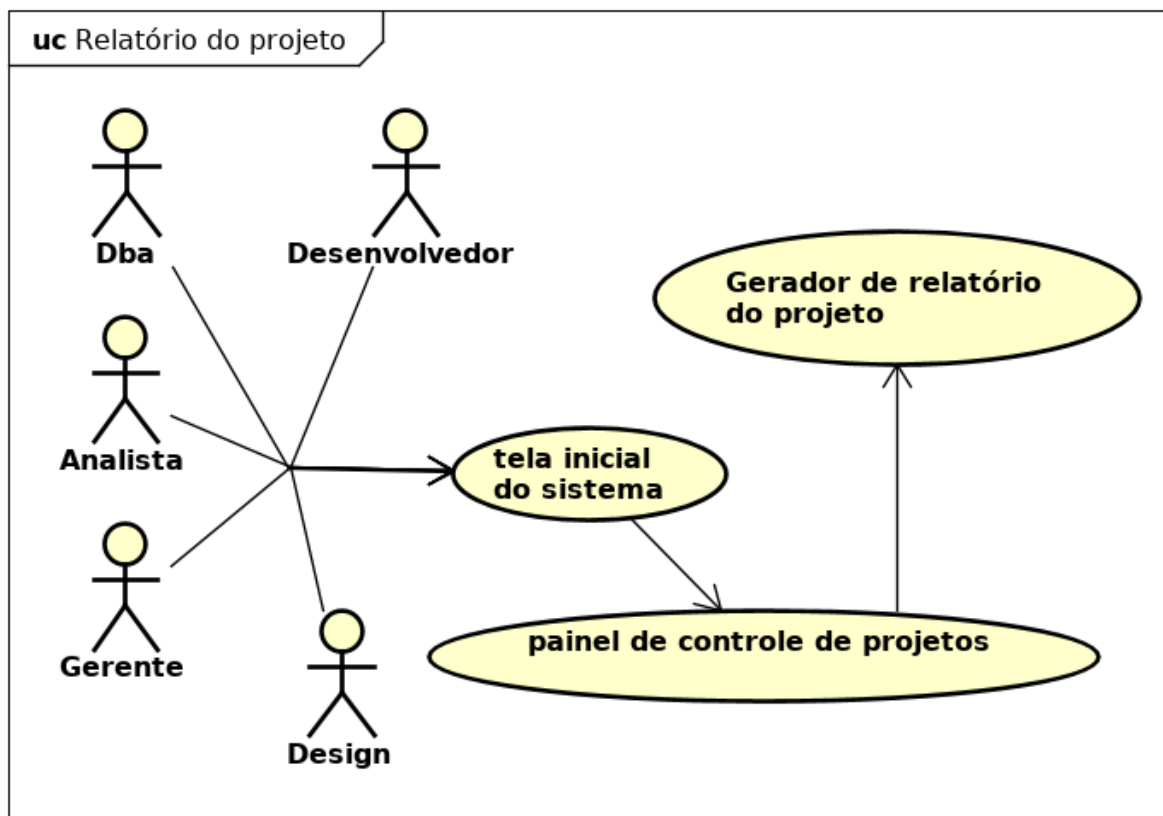 uc Relatório do projeto
Dba
Desenvolvedor
Gerador de relatório
do projeto
Analista
tela inicial
do sistema
painel de controle de projetos
Gerente
Design